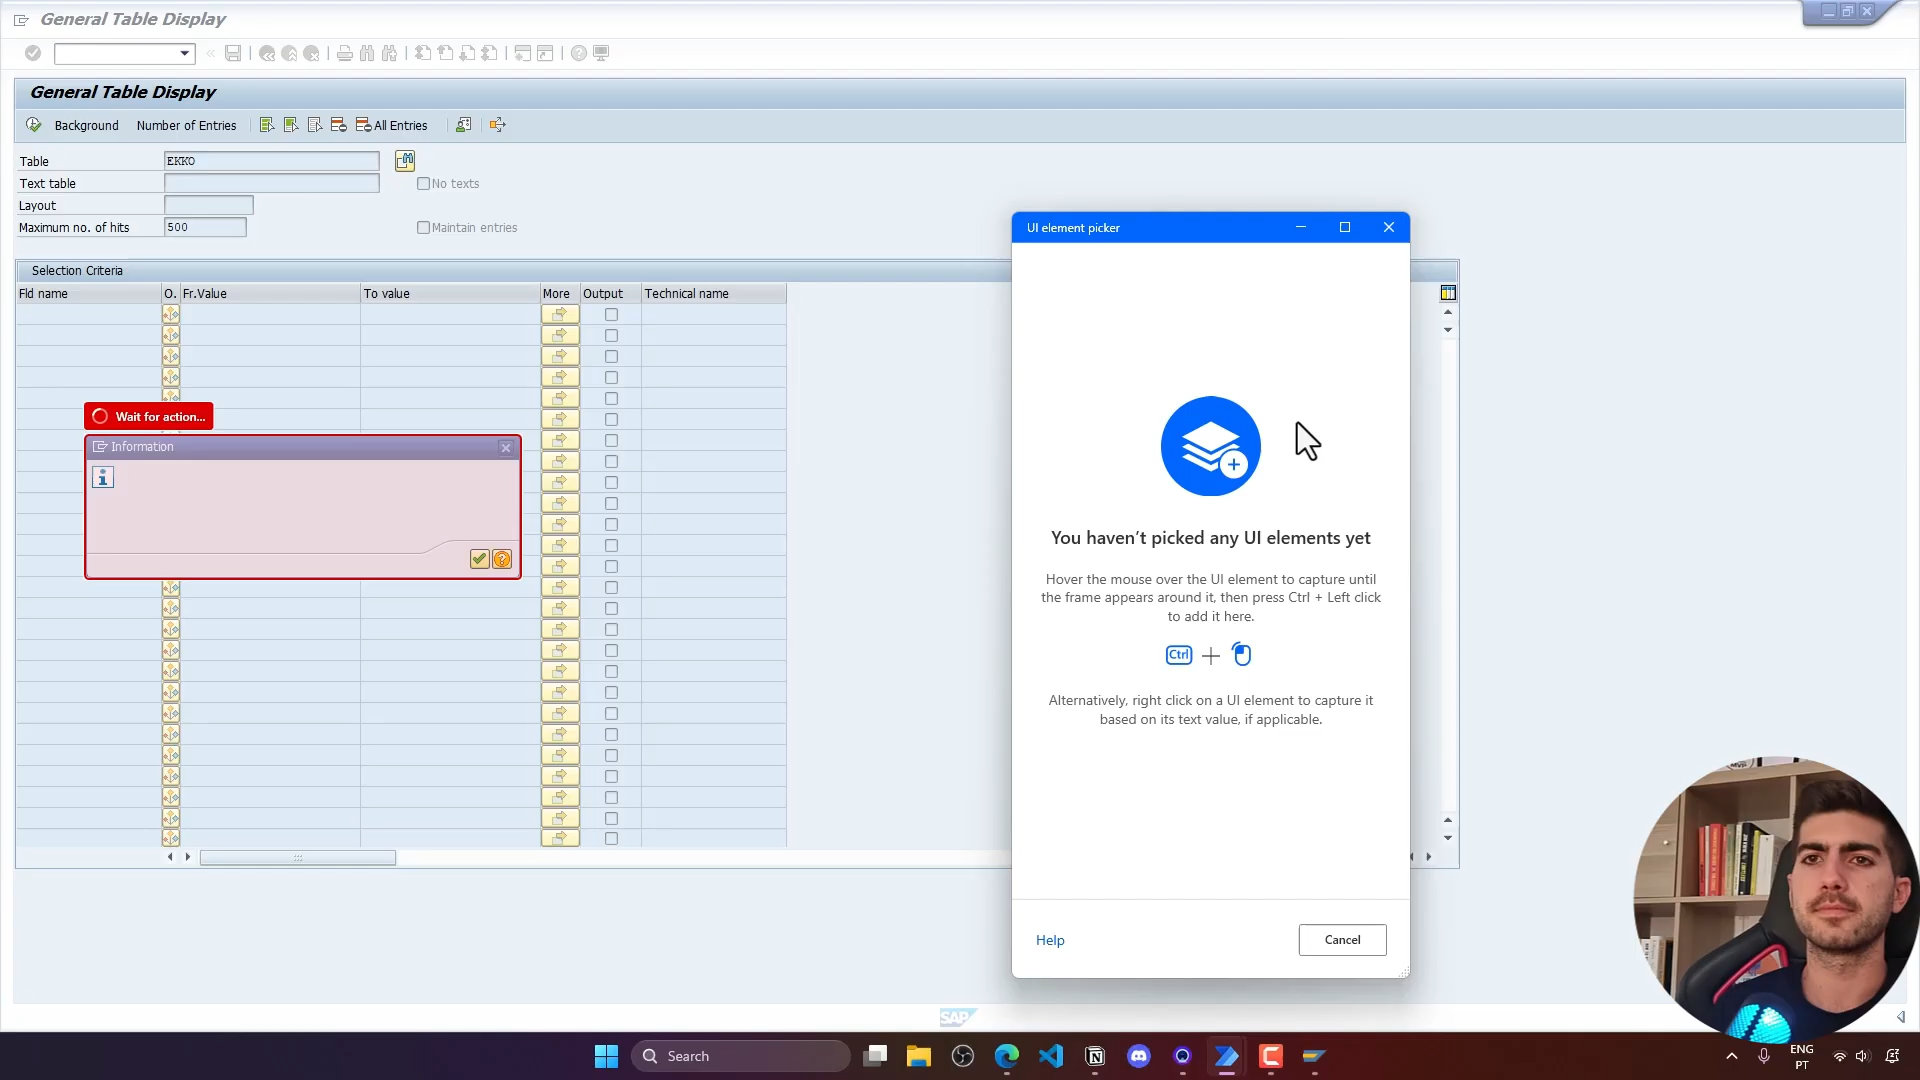 General Table Display
General Table Display
Background
Number of Entries
All Entries
Table
EKKO
Text table
No texts
Layout
Maximum no. of hits
500
Maintain entries
Selection Criteria
Fld name
O.
Fr.Value
To value
More
Output
Technical name
Wait for action...
Information
UI element picker
You haven't picked any UI elements yet
Hover the mouse over the UI element to capture until
the frame appears around it, then press Ctrl + Left click
to add it here.
Ctrl
Alternatively, right click on a UI element to capture it
based on its text value, if applicable.
Help
Cancel
SAP
Search
ENG
PT